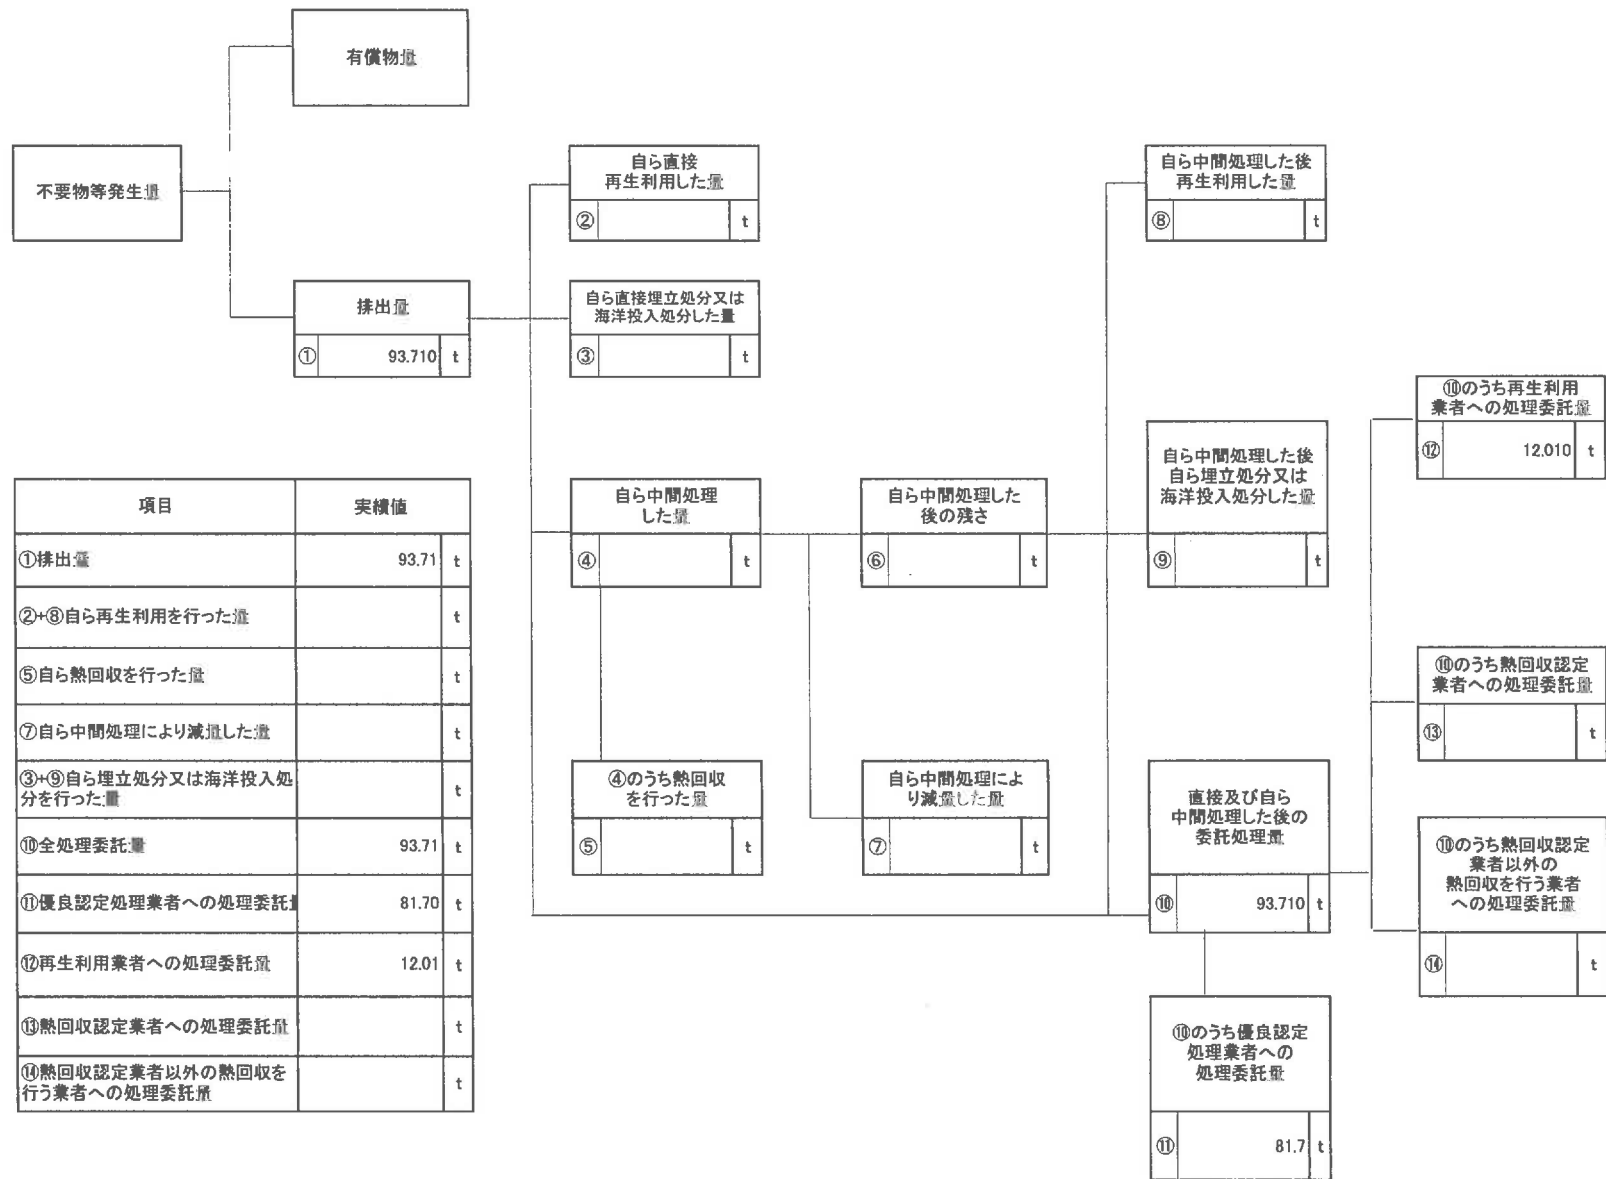 有償物量
不要物等発生量
排出量
① 93.710 t
自ら直接
再生利用した量
② t
自ら直接埋立処分又は
海洋投入処分した量
③ t
自ら中間処理
した量
④ t
④のうち熱回収
を行った量
⑤ t
自ら中間処理した
後の残さ
⑥ t
自ら中間処理によ
り減量した量
⑦ t
自ら中間処理した後
再生利用した量
⑧ t
自ら中間処理した後
自ら埋立処分又は
海洋投入処分した量
⑨ t
直接及び自ら
中間処理した後の
委託処理量
⑩ 93.710 t
⑩のうち優良認定
処理業者への
処理委託量
⑪ 81.7 t
⑩のうち再生利用
業者への処理委託量
⑫ 12.010 t
⑩のうち熱回収認定
業者への処理委託量
⑬ t
⑩のうち熱回収認定
業者以外の
熱回収を行う業者
への処理委託量
⑭ t
項目 実績値
①排出量 93.71 t
②+⑧自ら再生利用を行った量 t
⑤自ら熱回収を行った量 t
⑦自ら中間処理により減量した量 t
③+⑨自ら埋立処分又は海洋投入処
分を行った量 t
⑩全処理委託量 93.71 t
⑪優良認定処理業者への処理委託量 81.70 t
⑫再生利用業者への処理委託量 12.01 t
⑬熱回収認定業者への処理委託量 t
⑭熱回収認定業者以外の熱回収を
行う業者への処理委託量 t